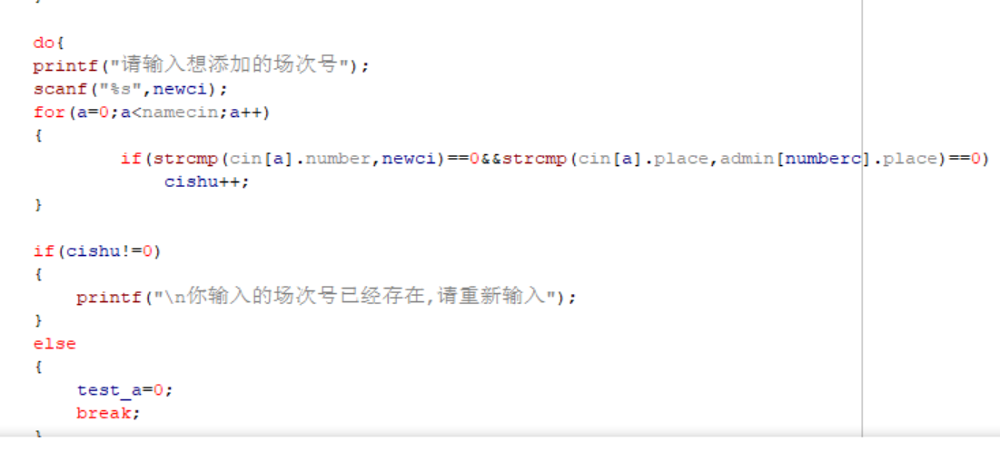 do{
printf("请输入想添加的场次号");
scanf("%s",newci);
for(a=0;a<namecin;a++)
{
if(strcmp(cin[a].number,newci)==0&&strcmp(cin[a].place,admin[numberc].place)==0)
cishu++;
}
if(cishu!=0)
{
printf("\n你输入的场次号已经存在,请重新输入");
}
else
{
test_a=0;
break;